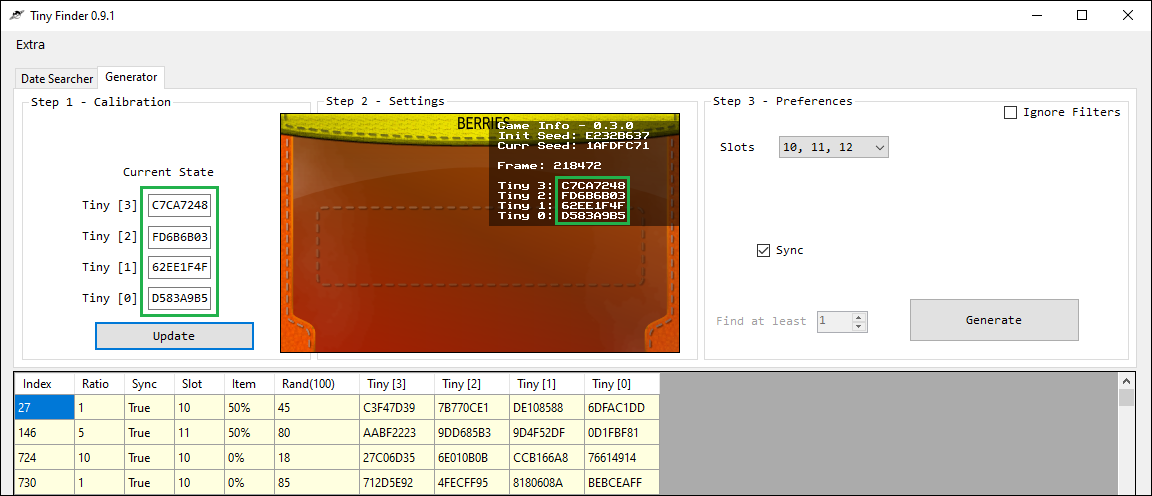 Tiny Finder 0.9.1
Extra
Date Searcher Generator
Step 1 - Calibration
Current State
Tiny [3] C7CA7248
Tiny [2] FD6B6B03
Tiny [1] 62EE1F4F
Tiny [0] D583A9B5
Update
Step 2 - Settings
BERRIES
Game Info - 0.3.0
Init Seed: E232B637
Curr Seed: 1AFDFC71
Frame: 218472
Tiny 3: C7CA7248
Tiny 2: FD6B6B03
Tiny 1: 62EE1F4F
Tiny 0: D583A9B5
Step 3 - Preferences
Ignore Filters
Slots 10, 11, 12
Sync
Find at least 1
Generate
Index Ratio Sync Slot Item Rand(100) Tiny [3] Tiny [2] Tiny [1] Tiny [0]
27 1 True 10 50% 45 C3F47D39 7B770CE1 DE108588 6DFAC1DD
146 5 True 11 50% 80 AABF2223 9DD685B3 9D4F52DF 0D1FBF81
724 10 True 10 0% 18 27C06D35 6E010B0B CCB166A8 76614914
730 1 True 10 0% 85 712D5E92 4FECFF95 8180608A BEBCEAFF